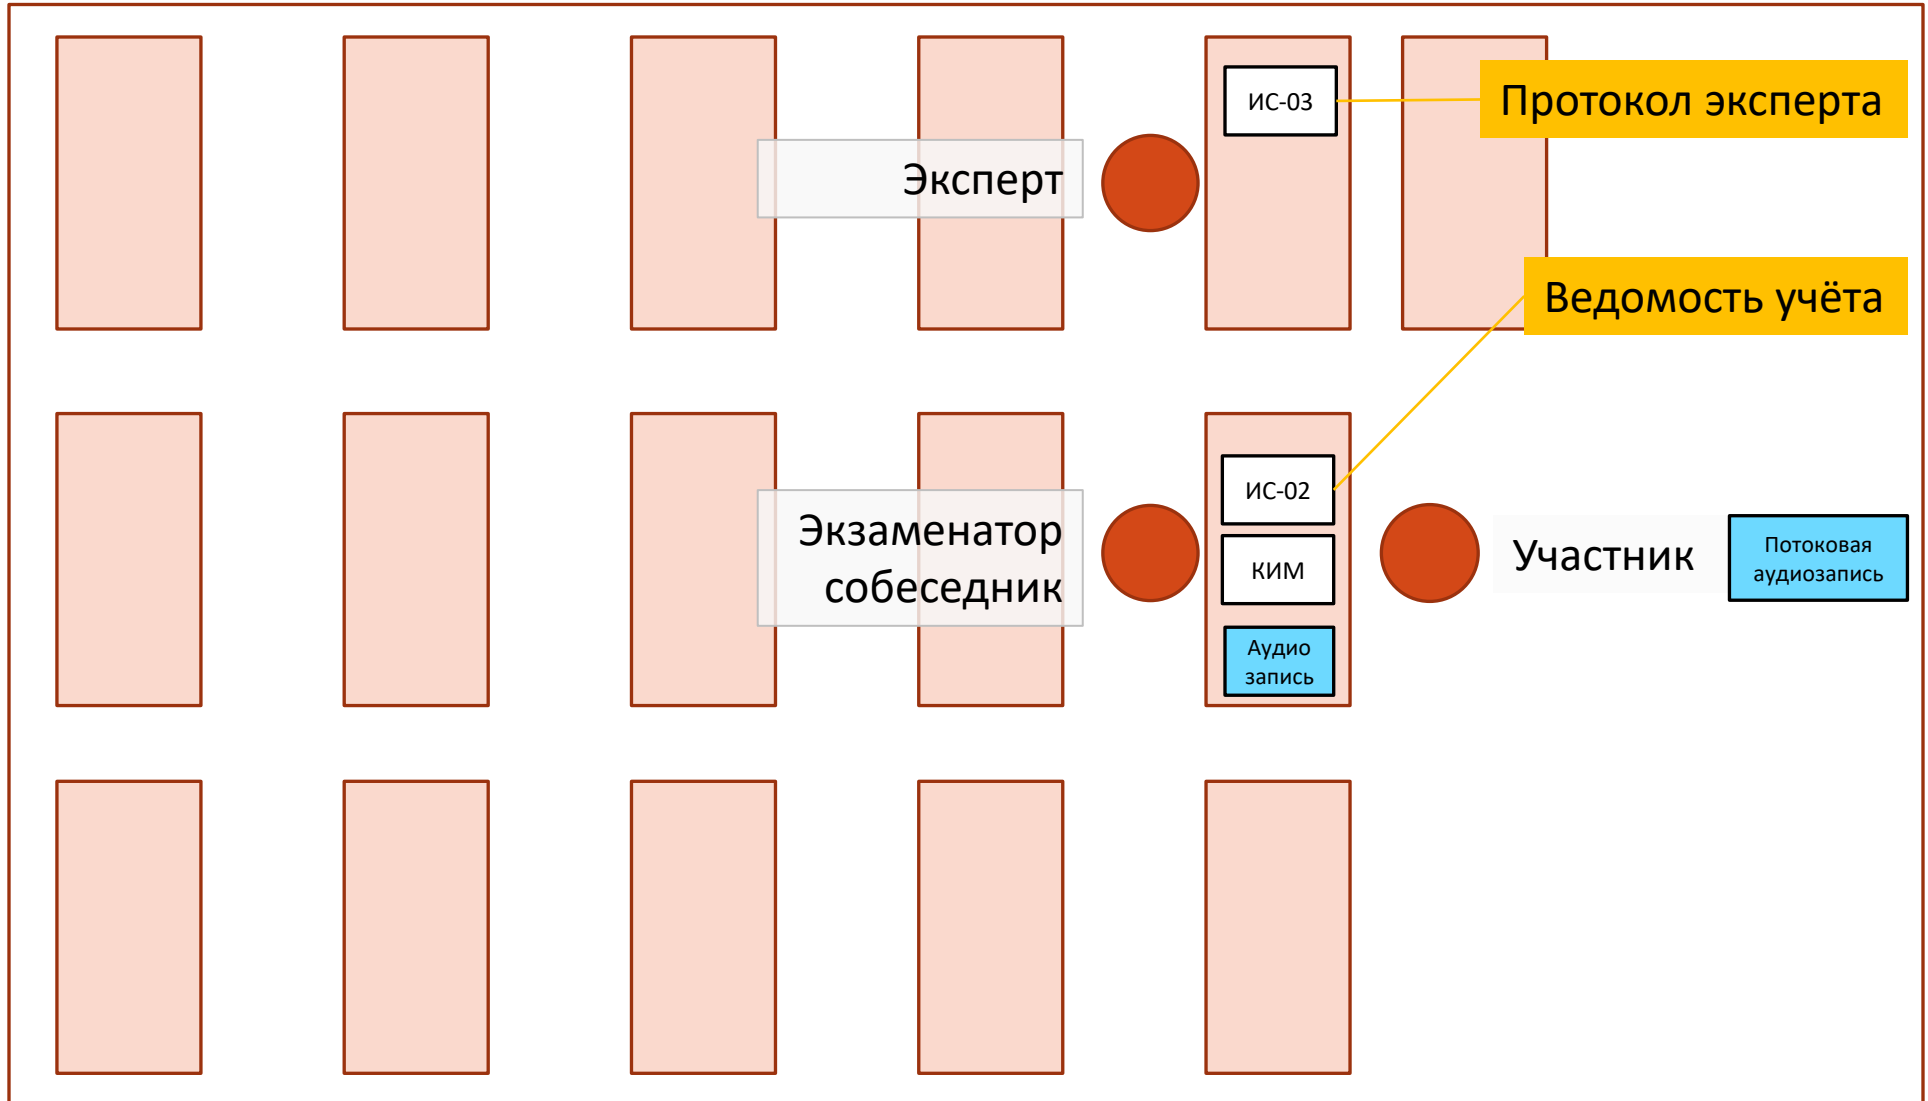 ИС-03
Протокол эксперта
Эксперт
Ведомость учёта
ИС-02
Экзаменатор
собеседник
КИМ
Участник
Потоковая
аудиозапись
Аудио
запись